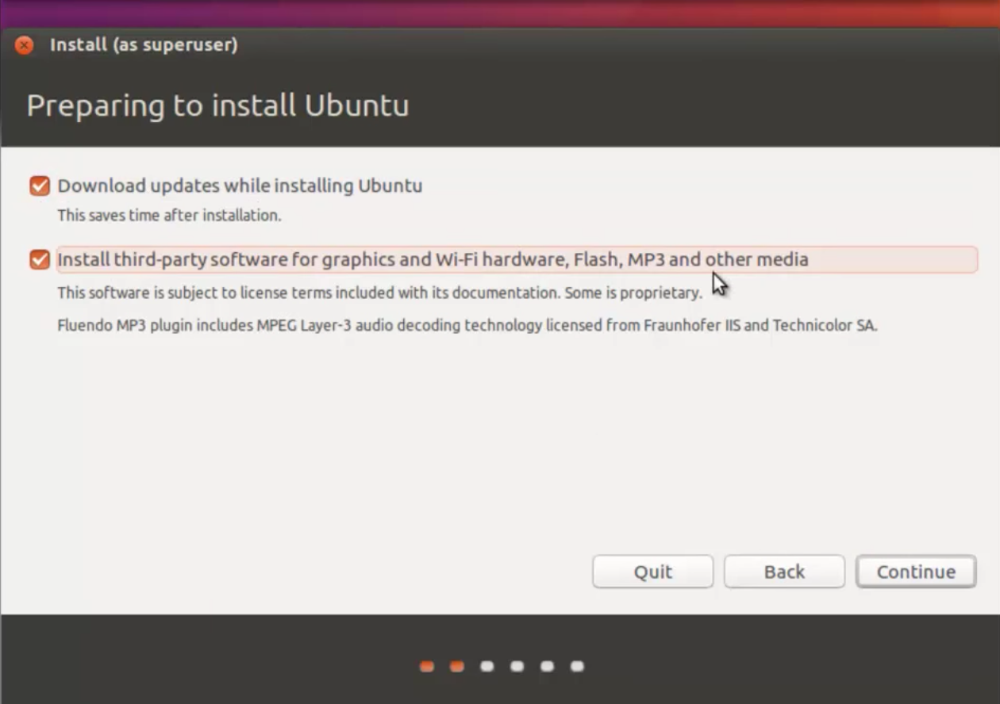 Install (as superuser)
Preparing to install Ubuntu
Download updates while installing Ubuntu
This saves time after installation.
Install third-party software for graphics and Wi-Fi hardware, Flash, MP3 and other media
This software is subject to license terms included with its documentation. Some is proprietary.
Fluendo MP3 plugin includes MPEG Layer-3 audio decoding technology licensed from Fraunhofer IIS and Technicolor SA.
Quit
Back
Continue